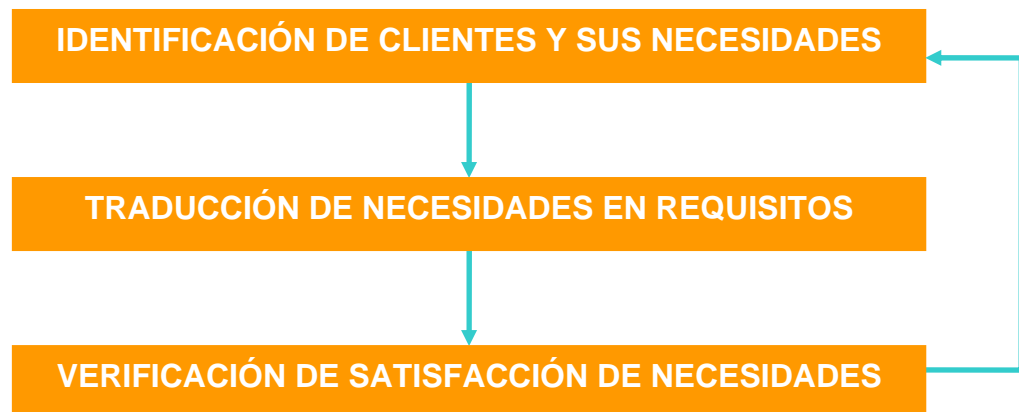 IDENTIFICACIÓN DE CLIENTES Y SUS NECESIDADES
TRADUCCIÓN DE NECESIDADES EN REQUISITOS
VERIFICACIÓN DE SATISFACCIÓN DE NECESIDADES